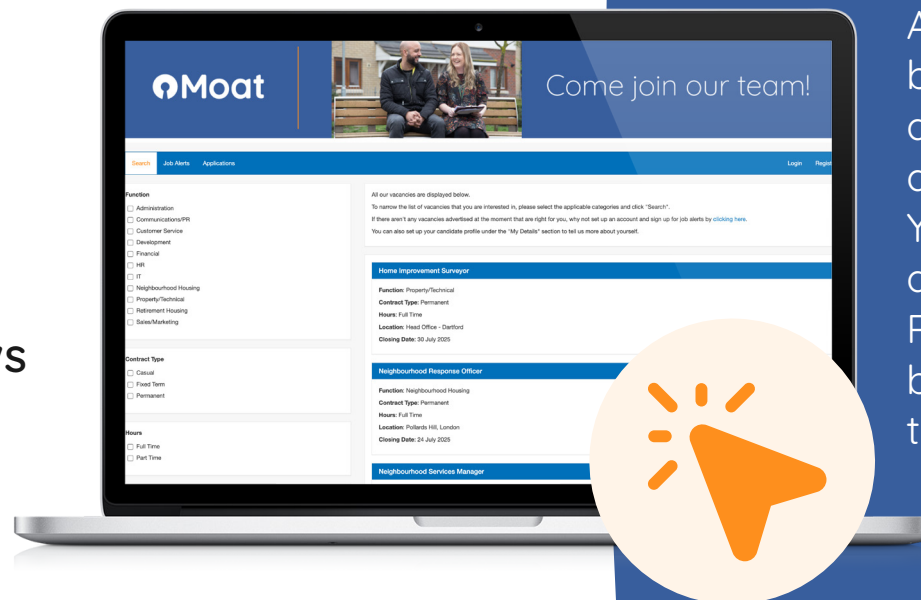 Moat
Come join our team!
Search Job Alerts Applications Login
Function
Administration
Communications/PR
Customer Service
Development
Financial
HR
IT
Neighbourhood Housing
Property/Technical
Retirement Housing
Sales/Marketing
Contract Type
Casual
Fixed Term
Permanent
Hours
Full Time
Part Time
All our vacancies are displayed below.
To narrow the list of vacancies that you are interested in, please select the applicable categories and click "Search".
If there aren't any vacancies advertised at the moment that are right for you, why not set up an account and sign up for job alerts by clicking here.
You can also set up your candidate profile under the "My Details" section to tell us more about yourself.
Home Improvement Surveyor
Function: Property/Technical
Contract Type: Permanent
Hours: Full Time
Location: Head Office - Dartford
Closing Date: 30 July 2025
Neighbourhood Response Officer
Function: Neighbourhood Housing
Contract Type: Permanent
Hours: Full Time
Location: Pollards Hill, London
Closing Date: 24 July 2025
Neighbourhood Services Manager